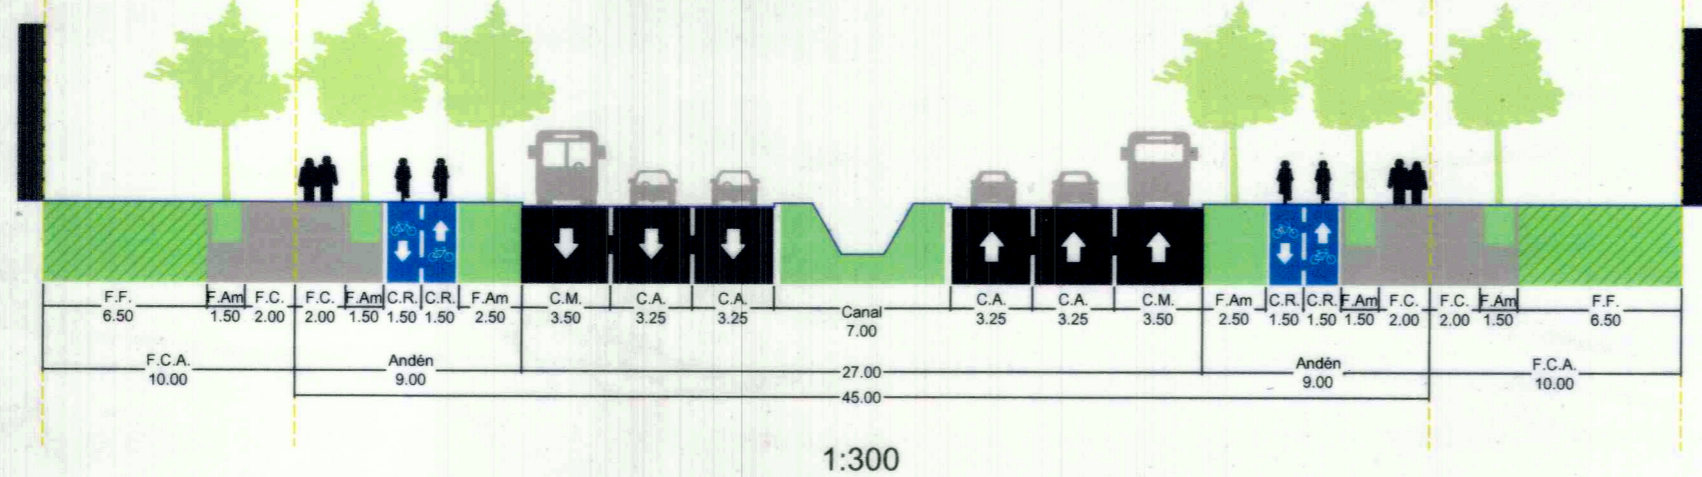 F.F. F.Am F.C. F.C. F.Am C.R. C.R. F.Am C.M. C.A. C.A. Canal C.A. C.A. C.M. F.Am C.R. C.R. F.Am F.C. F.C. F.Am F.F.
6.50 1.50 2.00 2.00 1.50 1.50 1.50 2.50 3.50 3.25 3.25 7.00 3.25 3.25 3.50 2.50 1.50 1.50 1.50 2.00 2.00 1.50 6.50
F.C.A. Andén Andén F.C.A.
10.00 9.00 27.00 9.00 10.00
45.00
1:300